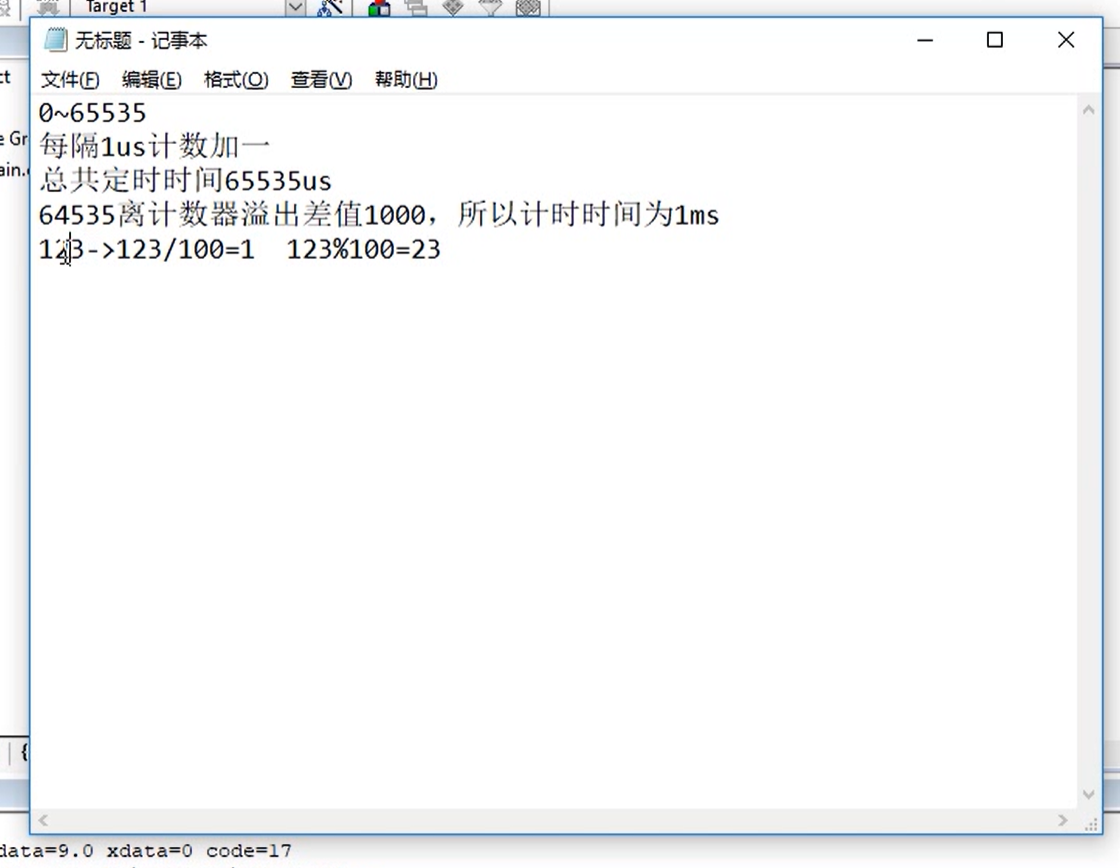 Target 1
无标题 - 记事本
文件(F) 编辑(E) 格式(O) 查看(V) 帮助(H)
0~65535
每隔1us计数加一
总共定时时间65535us
64535离计数器溢出差值1000，所以计时时间为1ms
123->123/100=1  123%100=23
data=9.0 xdata=0 code=17